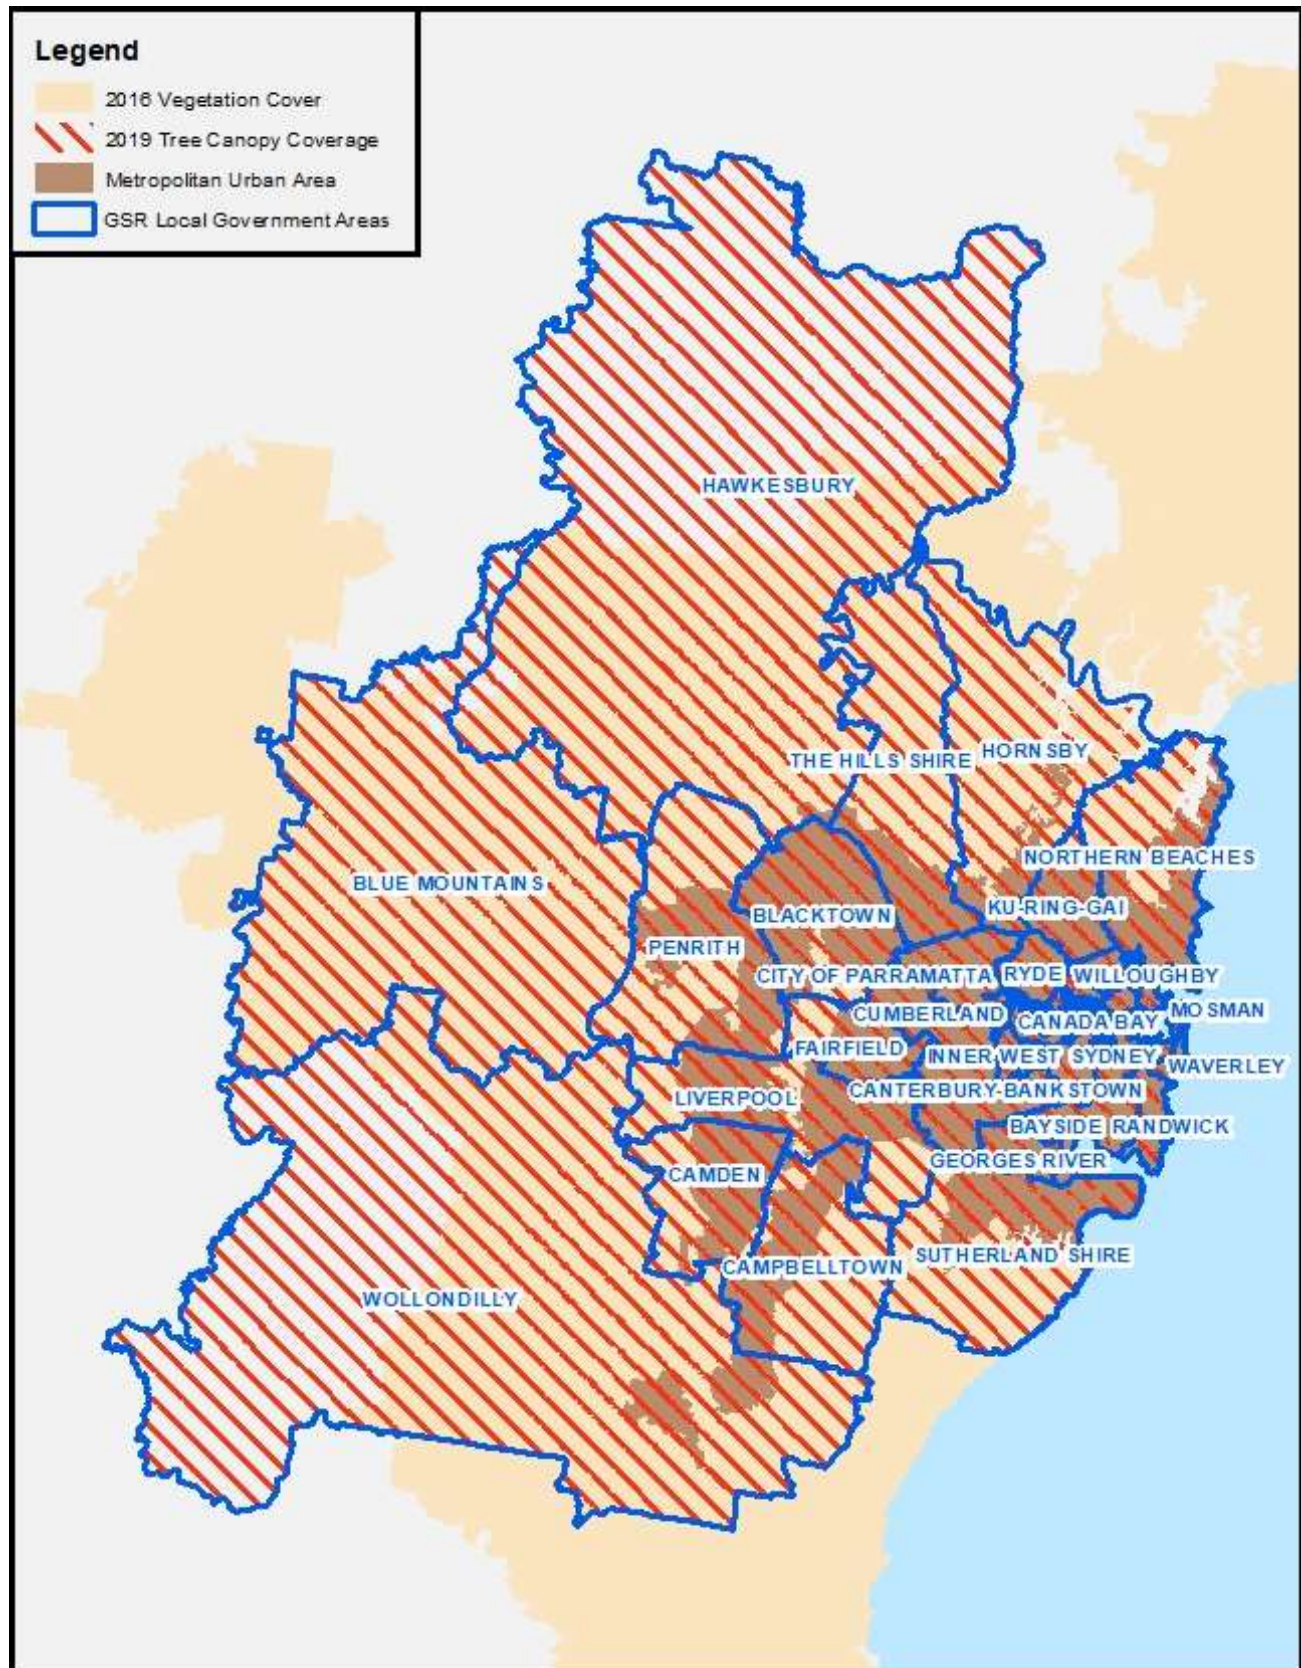 Legend
2016 Vegetation Cover
2019 Tree Canopy Coverage
Metropolitan Urban Area
GSR Local Government Areas
HAWKESBURY
THE HILLS SHIRE
HORNSBY
NORTHERN BEACHES
BLUE MOUNTAINS
BLACKTOWN
KU-RING-GAI
PENRITH
CITY OF PARRAMATTA
RYDE
WILLOUGHBY
CUMBERLAND
CANADA BAY
MOSMAN
FAIRFIELD
INNER WEST
SYDNEY
WAVERLEY
LIVERPOOL
CANTERBURY-BANKSTOWN
BAYSIDE
RANDWICK
CAMDEN
GEORGES RIVER
CAMPBELLTOWN
SUTHERLAND SHIRE
WOLLONDILLY